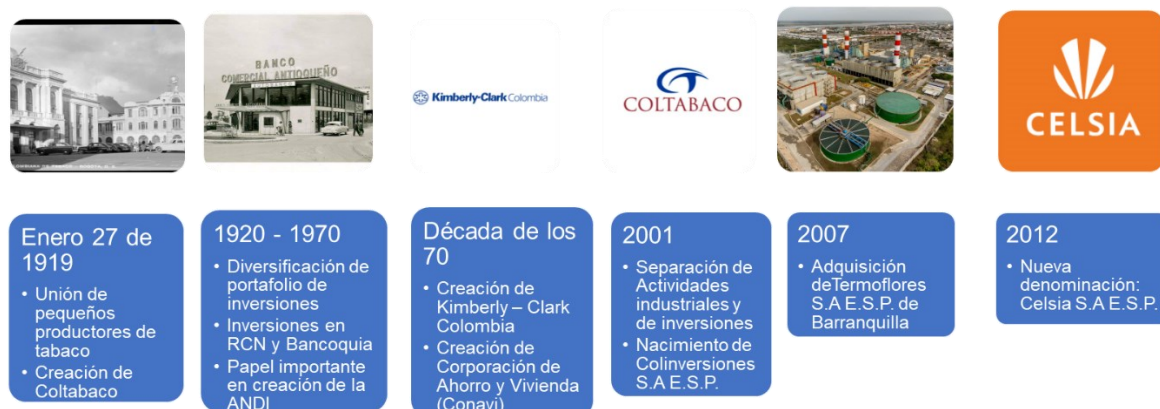 BANCO
COMERCIAL ANTIOQUEÑO
Kimberly-Clark Colombia
COLTABACO
CELSIA
Enero 27 de
1919
• Unión de
pequeños
productores de
tabaco
• Creación de
Coltabaco
1920 - 1970
• Diversificación de
portafolio de
inversiones
• Inversiones en
RCN y Bancoquia
• Papel importante
en creación de la
ANDI
Década de los
70
• Creación de
Kimberly – Clark
Colombia
• Creación de
Corporación de
Ahorro y Vivienda
(Conavi)
2001
• Separación de
Actividades
industriales y
de inversiones
• Nacimiento de
Colinversiones
S.A E.S.P.
2007
• Adquisición
deTermoflores
S.A E.S.P. de
Barranquilla
2012
• Nueva
denominación:
Celsia S.A E.S.P.